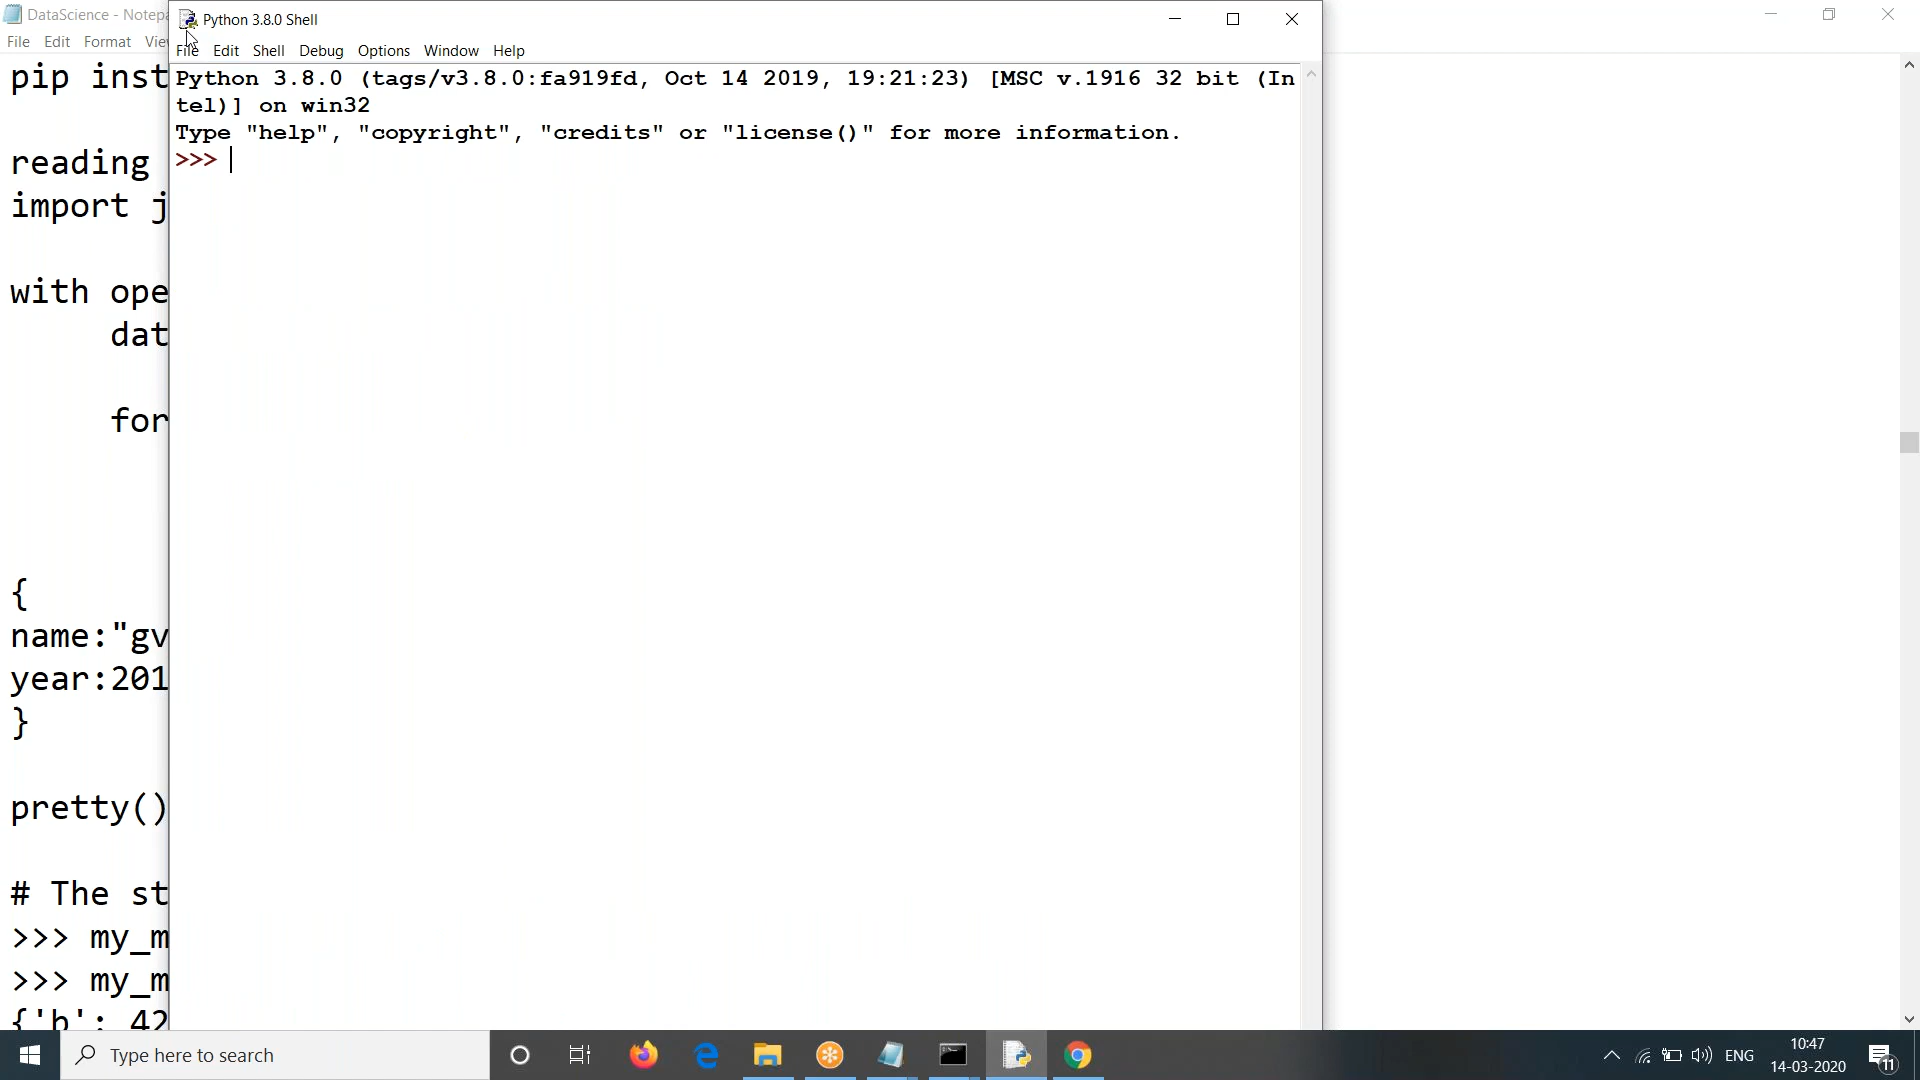 DataScience - Notepa
File Edit Format Vie
pip inst
reading
import j
with ope
dat
for
{
name:"gv
year:201
}
pretty()
# The st
>>> my_m
>>> my_m
{'b': 42
Python 3.8.0 Shell
File Edit Shell Debug Options Window Help
Python 3.8.0 (tags/v3.8.0:fa919fd, Oct 14 2019, 19:21:23) [MSC v.1916 32 bit (In
tel)] on win32
Type "help", "copyright", "credits" or "license()" for more information.
>>>
Type here to search
ENG
10:47
14-03-2020
11